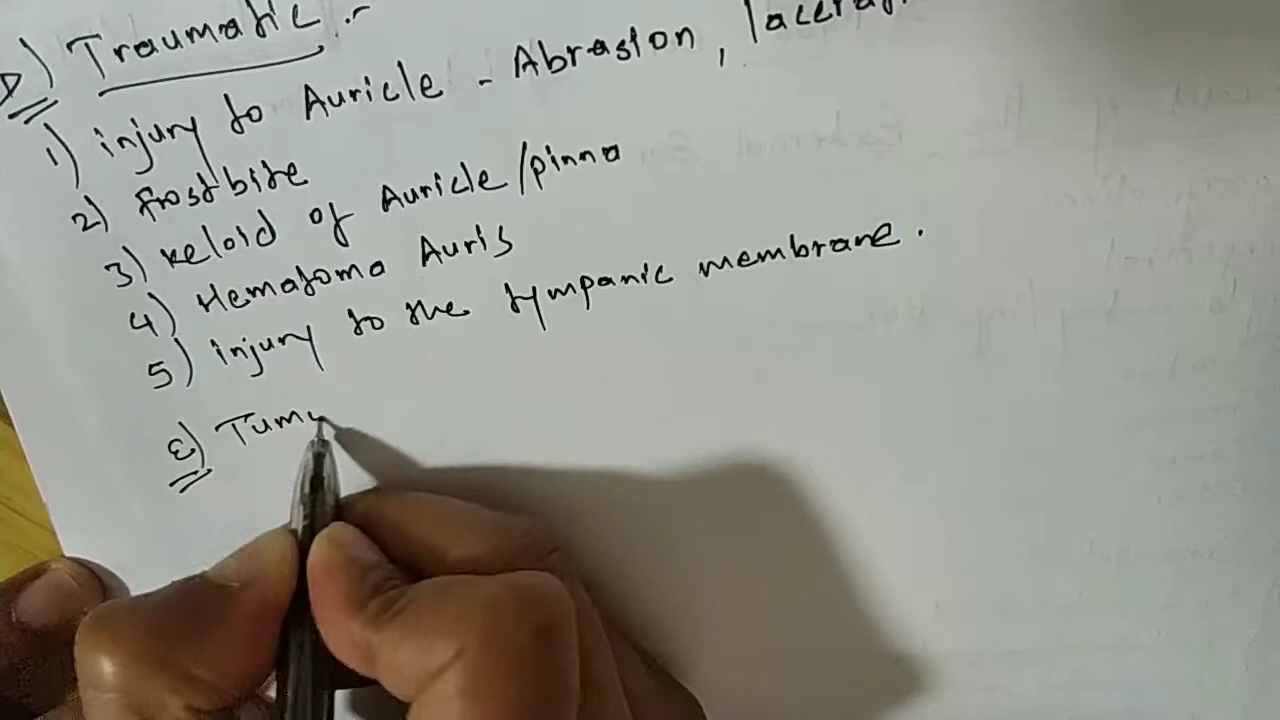 D) Traumatic :-
1) injury to Auricle - Abrasion,
2) frostbite
3) keloid of Auricle/pinna
4) Hematoma Auris
5) injury to the tympanic membrane.
E) Tumo